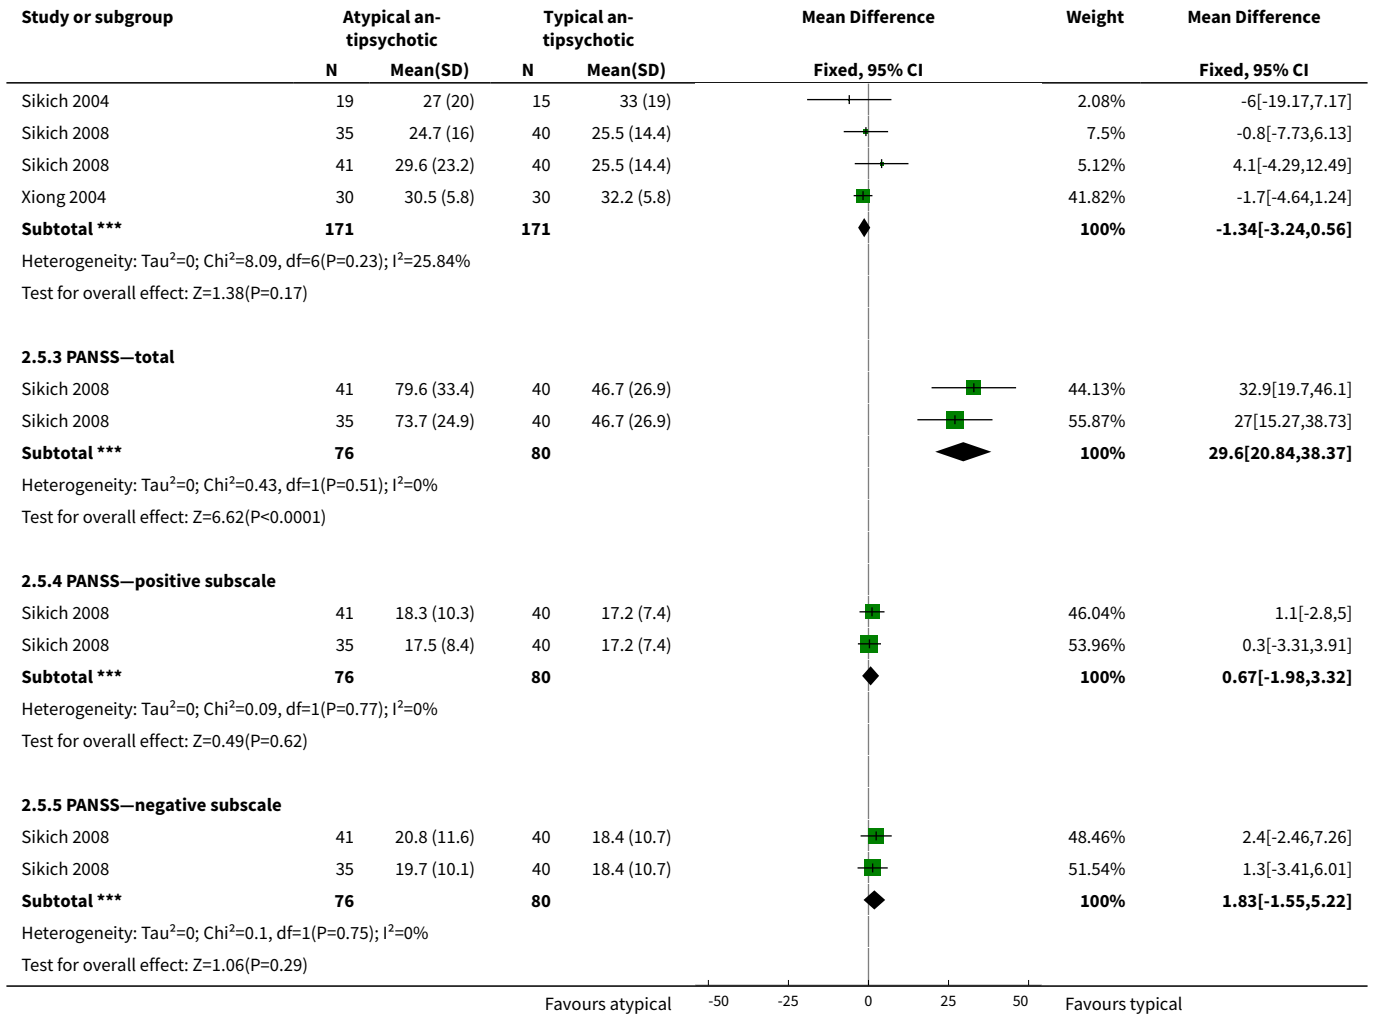 Study or subgroup Atypical an- Typical an- Mean Difference Weight Mean Difference
tipsychotic tipsychotic
N Mean(SD) N Mean(SD) Fixed, 95% CI Fixed, 95% CI
Sikich 2004 19 27 (20) 15 33 (19) 2.08% -6[-19.17,7.17]
Sikich 2008 35 24.7 (16) 40 25.5 (14.4) 7.5% -0.8[-7.73,6.13]
Sikich 2008 41 29.6 (23.2) 40 25.5 (14.4) 5.12% 4.1[-4.29,12.49]
Xiong 2004 30 30.5 (5.8) 30 32.2 (5.8) 41.82% -1.7[-4.64,1.24]
Subtotal *** 171 171 100% -1.34[-3.24,0.56]
Heterogeneity: Tau²=0; Chi²=8.09, df=6(P=0.23); I²=25.84%
Test for overall effect: Z=1.38(P=0.17)
2.5.3 PANSS—total
Sikich 2008 41 79.6 (33.4) 40 46.7 (26.9) 44.13% 32.9[19.7,46.1]
Sikich 2008 35 73.7 (24.9) 40 46.7 (26.9) 55.87% 27[15.27,38.73]
Subtotal *** 76 80 100% 29.6[20.84,38.37]
Heterogeneity: Tau²=0; Chi²=0.43, df=1(P=0.51); I²=0%
Test for overall effect: Z=6.62(P<0.0001)
2.5.4 PANSS—positive subscale
Sikich 2008 41 18.3 (10.3) 40 17.2 (7.4) 46.04% 1.1[-2.8,5]
Sikich 2008 35 17.5 (8.4) 40 17.2 (7.4) 53.96% 0.3[-3.31,3.91]
Subtotal *** 76 80 100% 0.67[-1.98,3.32]
Heterogeneity: Tau²=0; Chi²=0.09, df=1(P=0.77); I²=0%
Test for overall effect: Z=0.49(P=0.62)
2.5.5 PANSS—negative subscale
Sikich 2008 41 20.8 (11.6) 40 18.4 (10.7) 48.46% 2.4[-2.46,7.26]
Sikich 2008 35 19.7 (10.1) 40 18.4 (10.7) 51.54% 1.3[-3.41,6.01]
Subtotal *** 76 80 100% 1.83[-1.55,5.22]
Heterogeneity: Tau²=0; Chi²=0.1, df=1(P=0.75); I²=0%
Test for overall effect: Z=1.06(P=0.29)
Favours atypical -50 -25 0 25 50 Favours typical